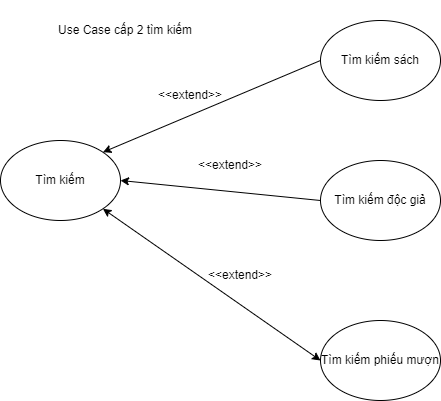 Use Case cấp 2 tìm kiếm
Tìm kiếm sách
<<extend>>
<<extend>>
Tìm kiếm
Tìm kiếm độc giả
<<extend>>
Tìm kiếm phiếu mượn